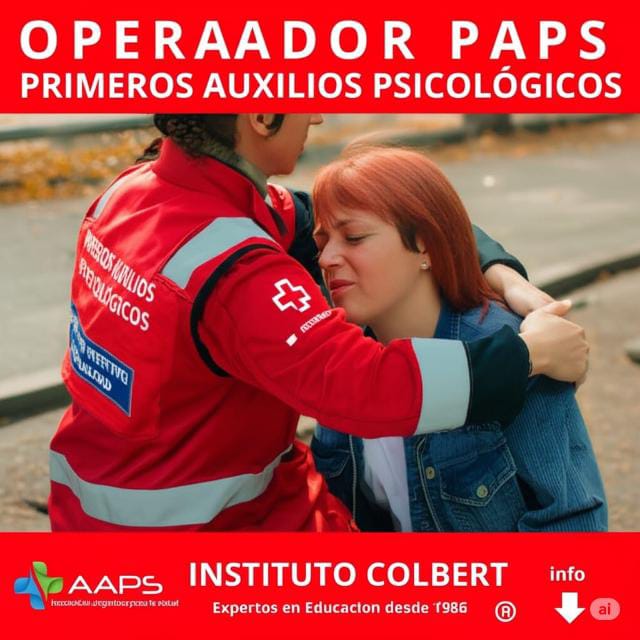 OPERAADOR PAPS
PRIMEROS AUXILIOS PSICOLÓGICOS
AAPS
INSTITUTO COLBERT
Expertos en Educacion desde 1986
®
info
ai